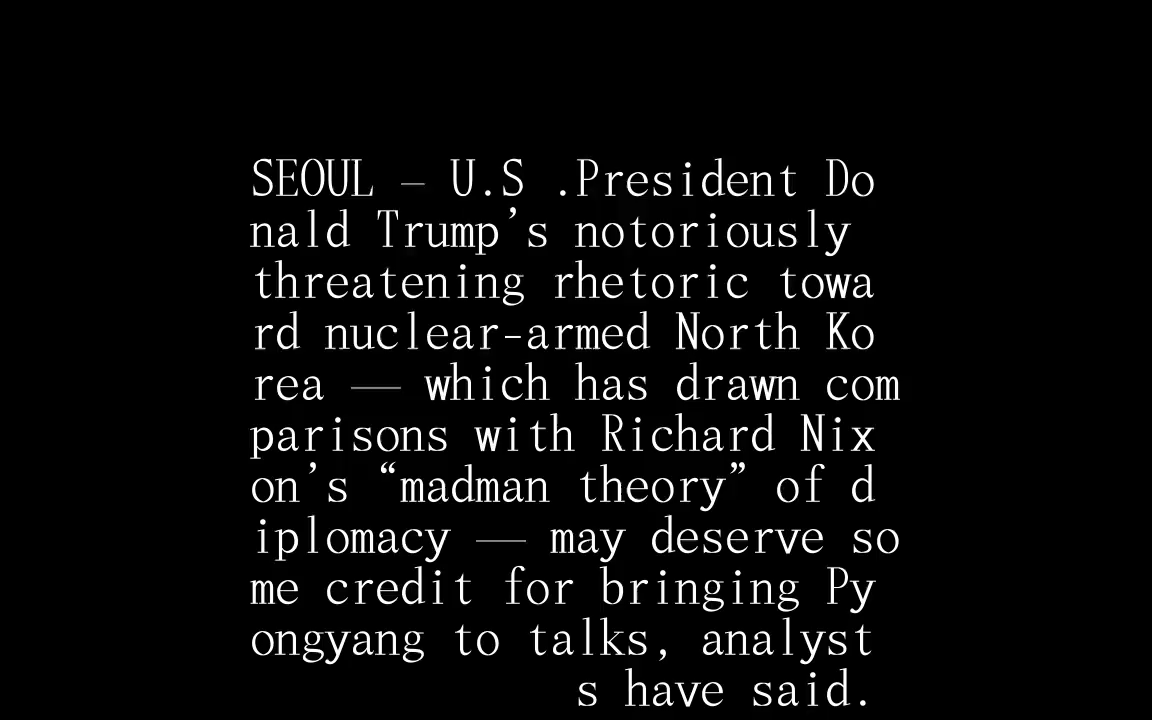 SEOUL – U.S .President Do
nald Trump’s notoriously
threatening rhetoric towa
rd nuclear-armed North Ko
rea — which has drawn com
parisons with Richard Nix
on’s “madman theory” of d
iplomacy — may deserve so
me credit for bringing Py
ongyang to talks, analyst
s have said.